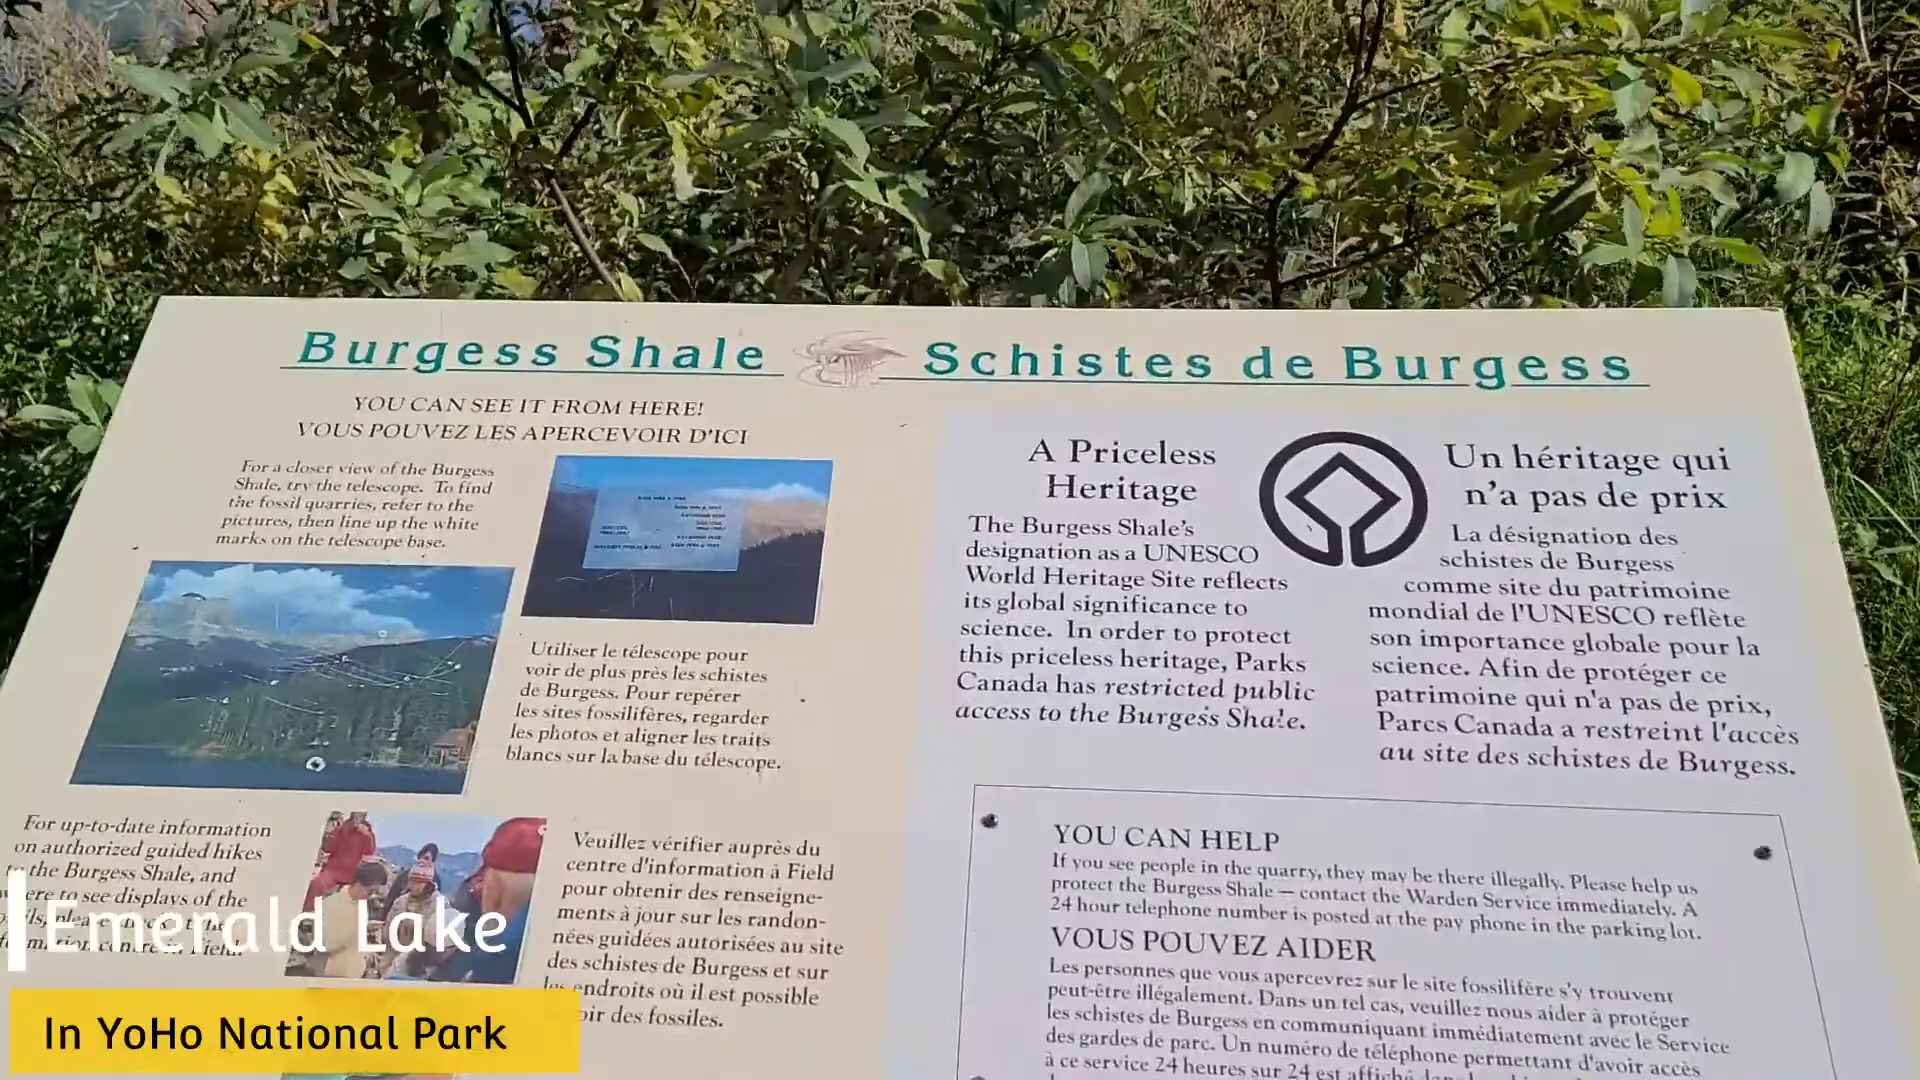 Burgess Shale
Schistes de Burgess
YOU CAN SEE IT FROM HERE!
VOUS POUVEZ LES APERCEVOIR D'ICI
For a closer view of the Burgess
Shale, try the telescope. To find
the fossil quarries, refer to the
pictures, then line up the white
marks on the telescope base.
Utiliser le télescope pour
voir de plus près les schistes
de Burgess. Pour repérer
les sites fossilifères, regarder
les photos et aligner les traits
blancs sur la base du télescope.
For up-to-date information
on authorized guided hikes
to the Burgess Shale, and
where to see displays of the
Field.
Veuillez vérifier auprès du
centre d'information à Field
pour obtenir des renseigne-
ments à jour sur les randon-
nées guidées autorisées au site
des schistes de Burgess et sur
les endroits où il est possible
des fossiles.
A Priceless
Heritage
The Burgess Shale's
designation as a UNESCO
World Heritage Site reflects
its global significance to
science. In order to protect
this priceless heritage, Parks
Canada has restricted public
access to the Burgess Shale.
Un héritage qui
n'a pas de prix
La désignation des
schistes de Burgess
comme site du patrimoine
mondial de l'UNESCO reflète
son importance globale pour la
science. Afin de protéger ce
patrimoine qui n'a pas de prix,
Parcs Canada a restreint l'accès
au site des schistes de Burgess.
YOU CAN HELP
If you see people in the quarry, they may be there illegally. Please help us
protect the Burgess Shale — contact the Warden Service immediately. A
24 hour telephone number is posted at the pay phone in the parking lot.
VOUS POUVEZ AIDER
Les personnes que vous apercevrez sur le site fossilifère s'y trouvent
peut-être illégalement. Dans un tel cas, veuillez nous aider à protéger
les schistes de Burgess en communiquant immédiatement avec le Service
des gardes de parc. Un numéro de téléphone permettant d'avoir accès
à ce service 24 heures sur 24 est affiché
Emerald Lake
In YoHo National Park